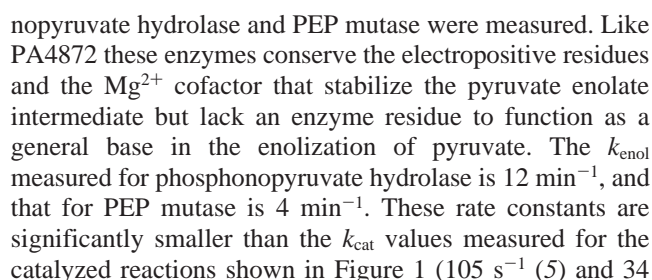 nopyruvate hydrolase and PEP mutase were measured. Like
PA4872 these enzymes conserve the electropositive residues
and the Mg2+ cofactor that stabilize the pyruvate enolate
intermediate but lack an enzyme residue to function as a
general base in the enolization of pyruvate. The kenol
measured for phosphonopyruvate hydrolase is 12 min−1, and
that for PEP mutase is 4 min−1. These rate constants are
significantly smaller than the kcat values measured for the
catalyzed reactions shown in Figure 1 (105 s−1 (5) and 34